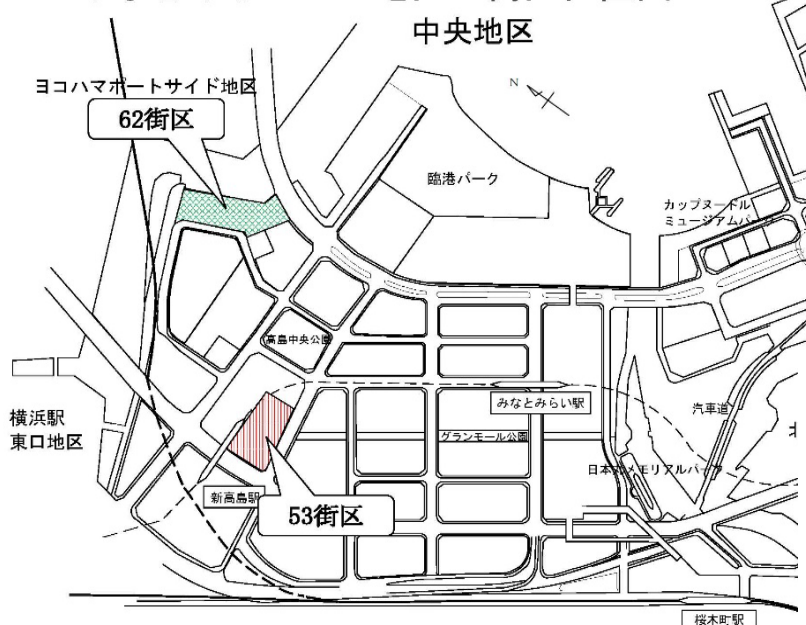 中央地区
ヨコハマポートサイド地区
62街区
N
臨港パーク
カップヌードル
ミュージアムパーク
高島中央公園
みなとみらい駅
汽車道
横浜駅
東口地区
グランモール公園
北
日本丸メモリアルパーク
新高島駅
53街区
桜木町駅